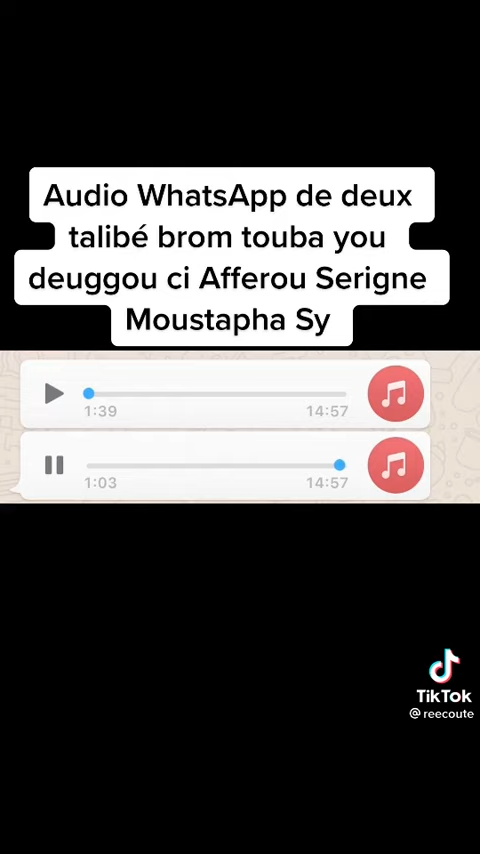 Audio WhatsApp de deux
talibé brom touba you
deuggou ci Afferou Serigne
Moustapha Sy
1:39 14:57
1:03 14:57
TikTok
@reecoute